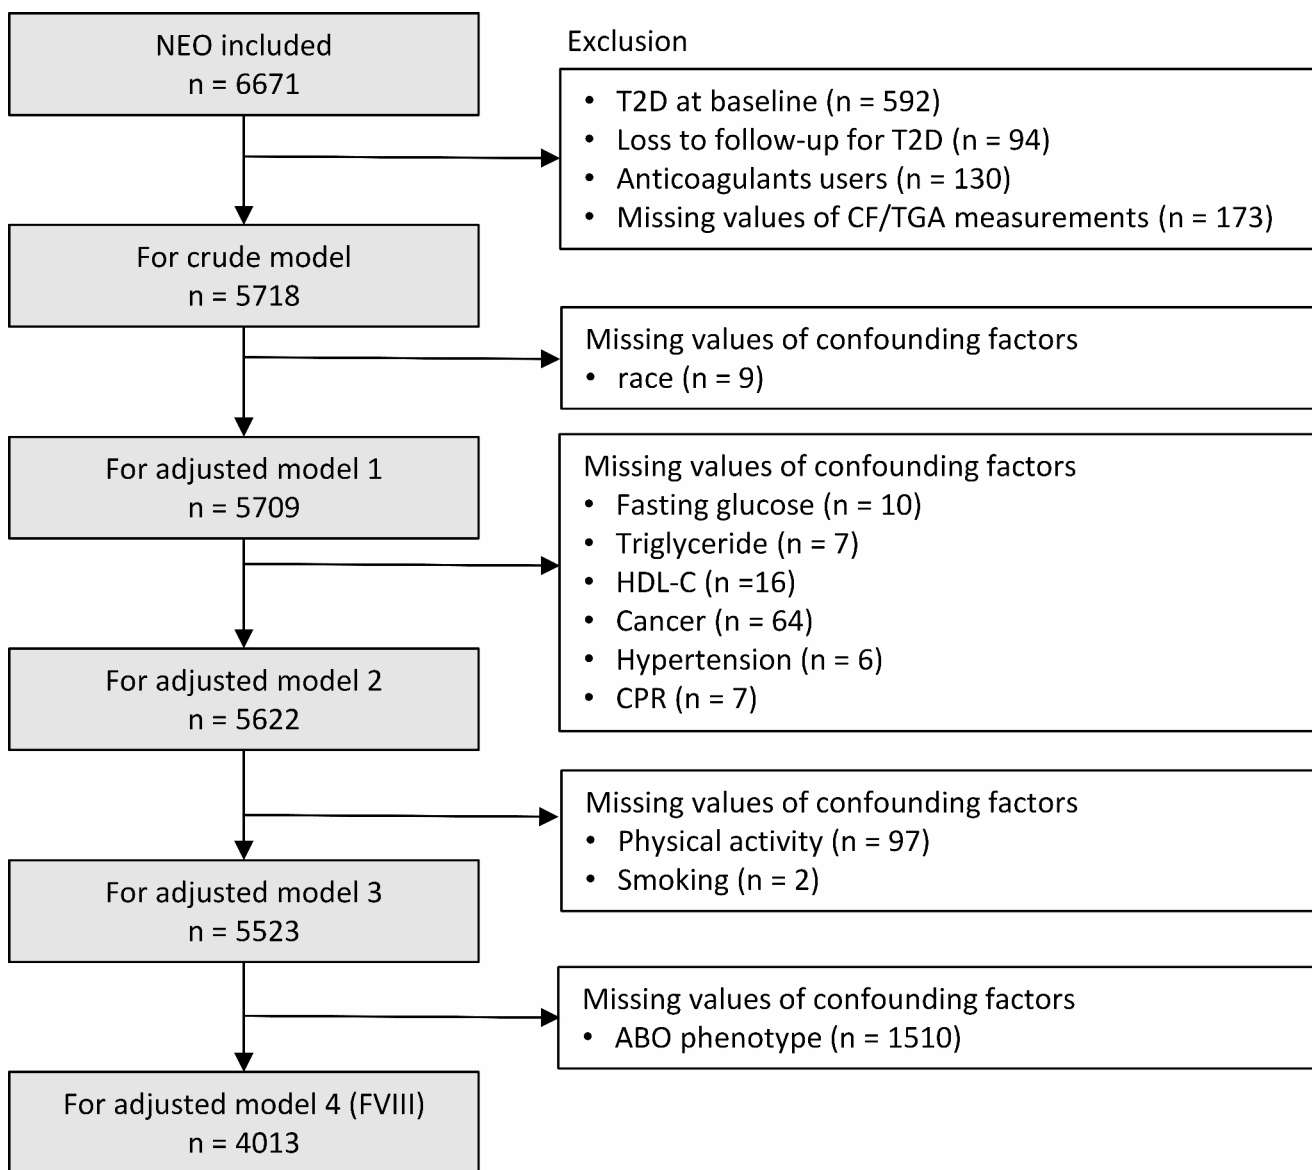 NEO included
n = 6671
Exclusion
• T2D at baseline (n = 592)
• Loss to follow-up for T2D (n = 94)
• Anticoagulants users (n = 130)
• Missing values of CF/TGA measurements (n = 173)
For crude model
n = 5718
Missing values of confounding factors
• race (n = 9)
For adjusted model 1
n = 5709
Missing values of confounding factors
• Fasting glucose (n = 10)
• Triglyceride (n = 7)
• HDL-C (n =16)
• Cancer (n = 64)
• Hypertension (n = 6)
• CPR (n = 7)
For adjusted model 2
n = 5622
Missing values of confounding factors
• Physical activity (n = 97)
• Smoking (n = 2)
For adjusted model 3
n = 5523
Missing values of confounding factors
• ABO phenotype (n = 1510)
For adjusted model 4 (FVIII)
n = 4013